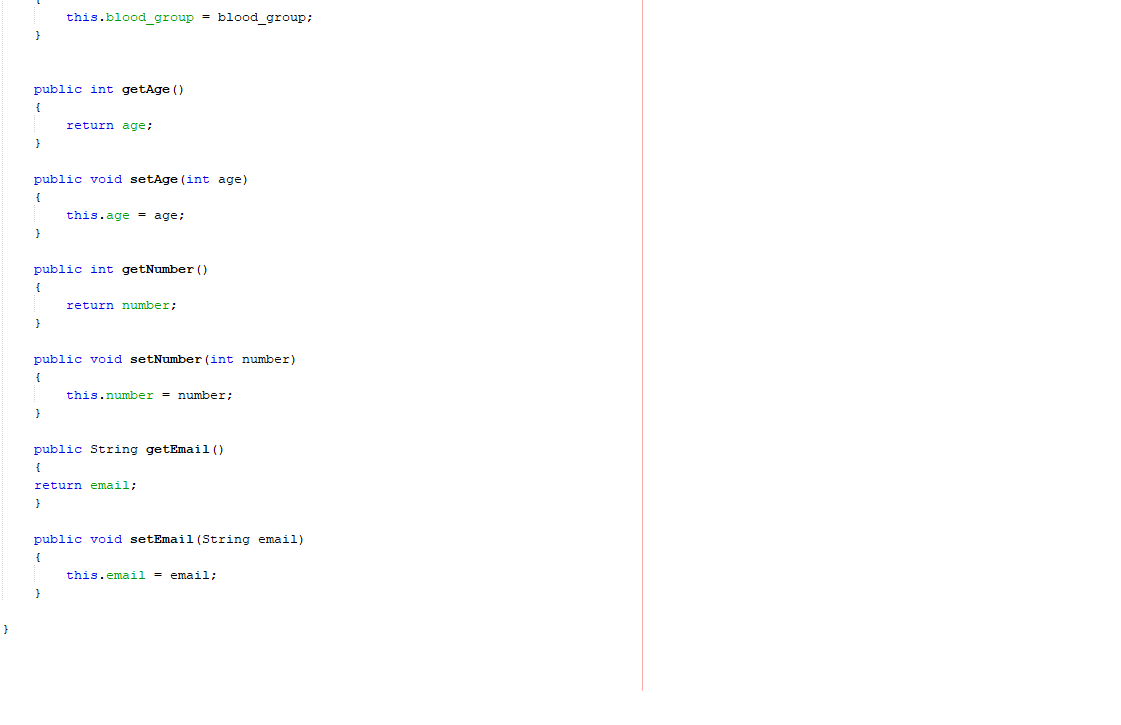 {
this.blood_group = blood_group;
}
public int getAge()
{
return age;
}
public void setAge(int age)
{
this.age = age;
}
public int getNumber()
{
return number;
}
public void setNumber(int number)
{
this.number = number;
}
public String getEmail()
{
return email;
}
public void setEmail(String email)
{
this.email = email;
}
}